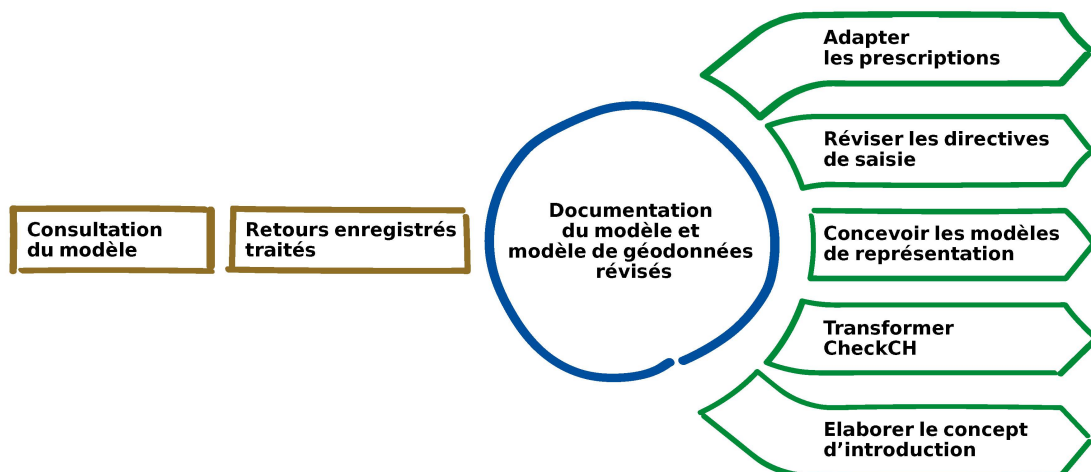 Consultation
du modèle
Retours enregistrés
traités
Documentation
du modèle et
modèle de géodonnées
révisés
Adapter
les prescriptions
Réviser les directives
de saisie
Concevoir les modèles
de représentation
Transformer
CheckCH
Elaborer le concept
d’introduction